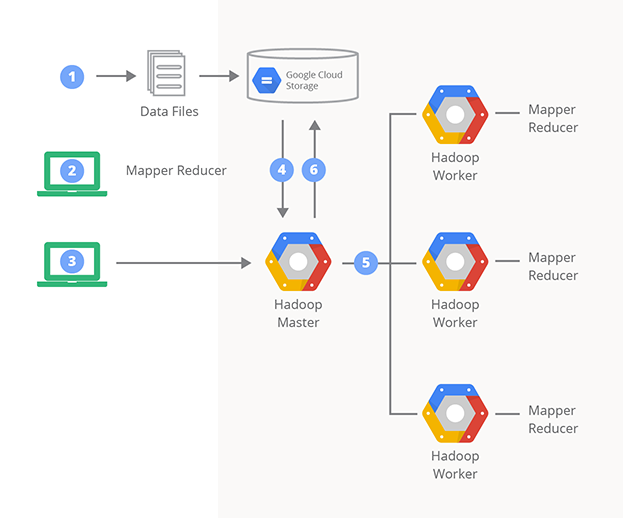 1
Data Files
Google Cloud
Storage
2
Mapper Reducer
4
6
3
Hadoop
Master
5
Hadoop
Worker
Mapper
Reducer
Hadoop
Worker
Mapper
Reducer
Hadoop
Worker
Mapper
Reducer